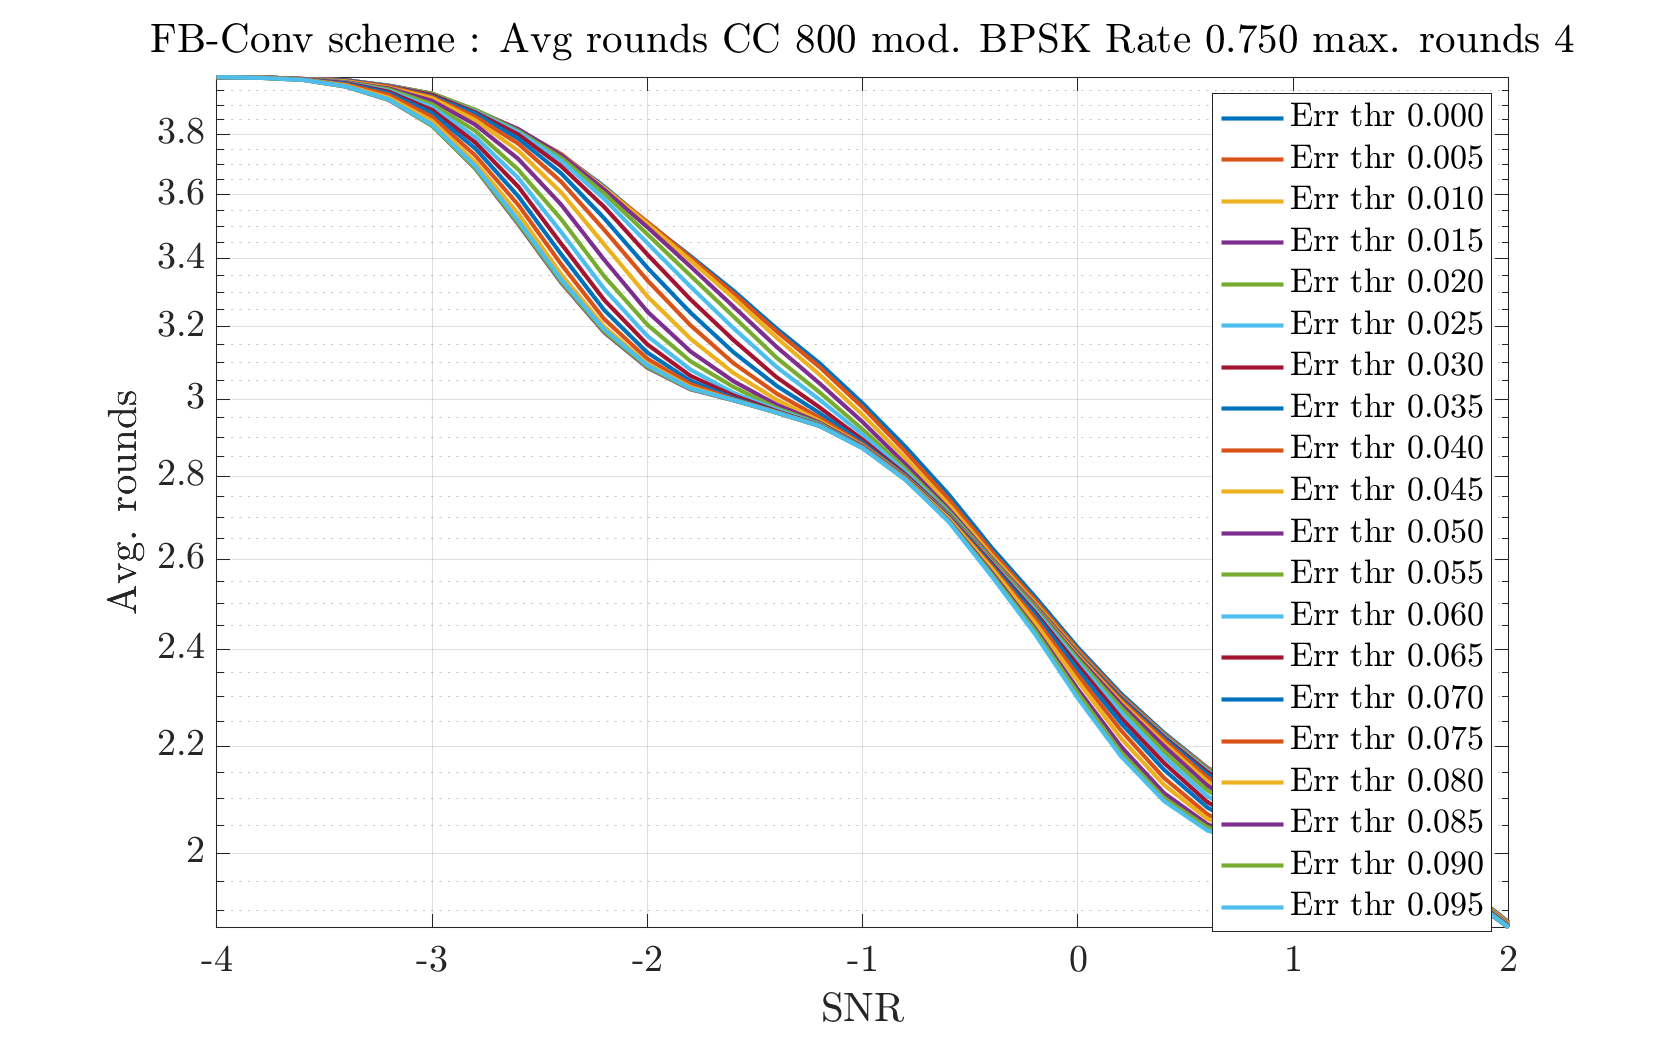 FB-Conv scheme : Avg rounds CC 800 mod. BPSK Rate 0.750 max. rounds 4
Avg. rounds
3.8
3.6
3.4
3.2
3
2.8
2.6
2.4
2.2
2
-4
-3
-2
-1
0
1
2
SNR
Err thr 0.000
Err thr 0.005
Err thr 0.010
Err thr 0.015
Err thr 0.020
Err thr 0.025
Err thr 0.030
Err thr 0.035
Err thr 0.040
Err thr 0.045
Err thr 0.050
Err thr 0.055
Err thr 0.060
Err thr 0.065
Err thr 0.070
Err thr 0.075
Err thr 0.080
Err thr 0.085
Err thr 0.090
Err thr 0.095